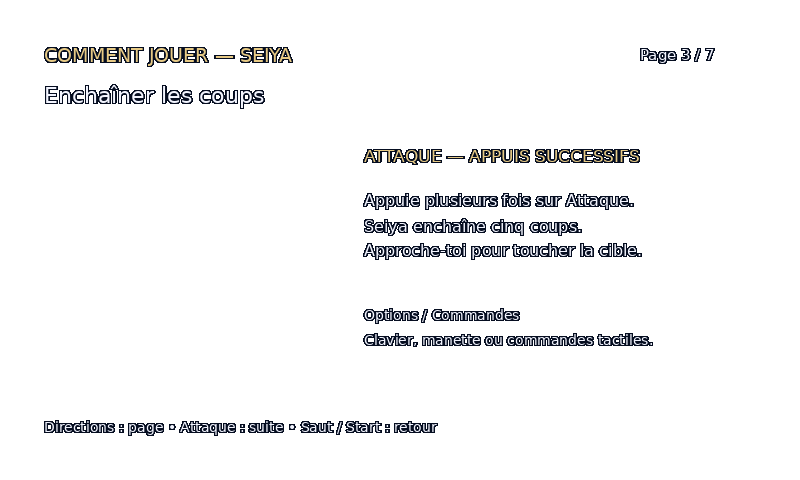 COMMENT JOUER — SEIYA
Page 3 / 7
Enchaîner les coups
ATTAQUE — APPUIS SUCCESSIFS
Appuie plusieurs fois sur Attaque.
Seiya enchaîne cinq coups.
Approche-toi pour toucher la cible.
Options / Commandes
Clavier, manette ou commandes tactiles.
Directions : page • Attaque : suite • Saut / Start : retour